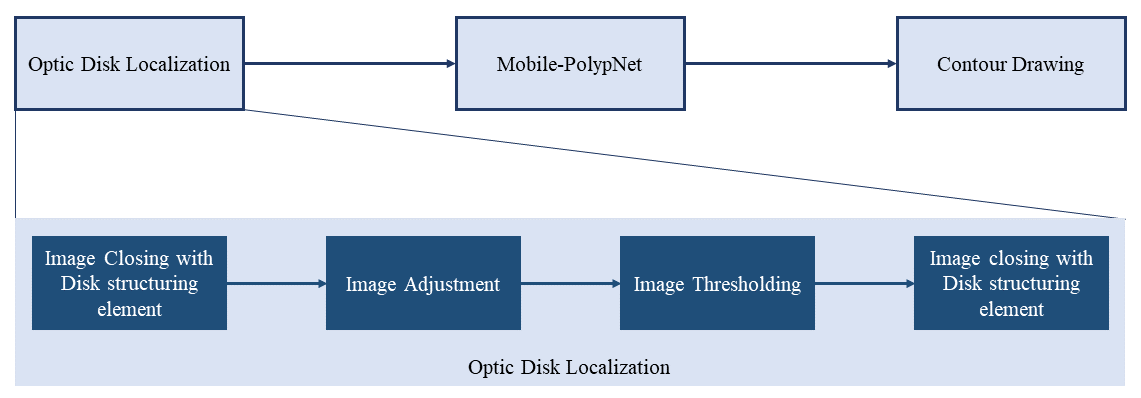 Optic Disk Localization
Mobile-PolypNet
Contour Drawing
Image Closing with
Disk structuring
element
Image Adjustment
Image Thresholding
Image closing with
Disk structuring
element
Optic Disk Localization